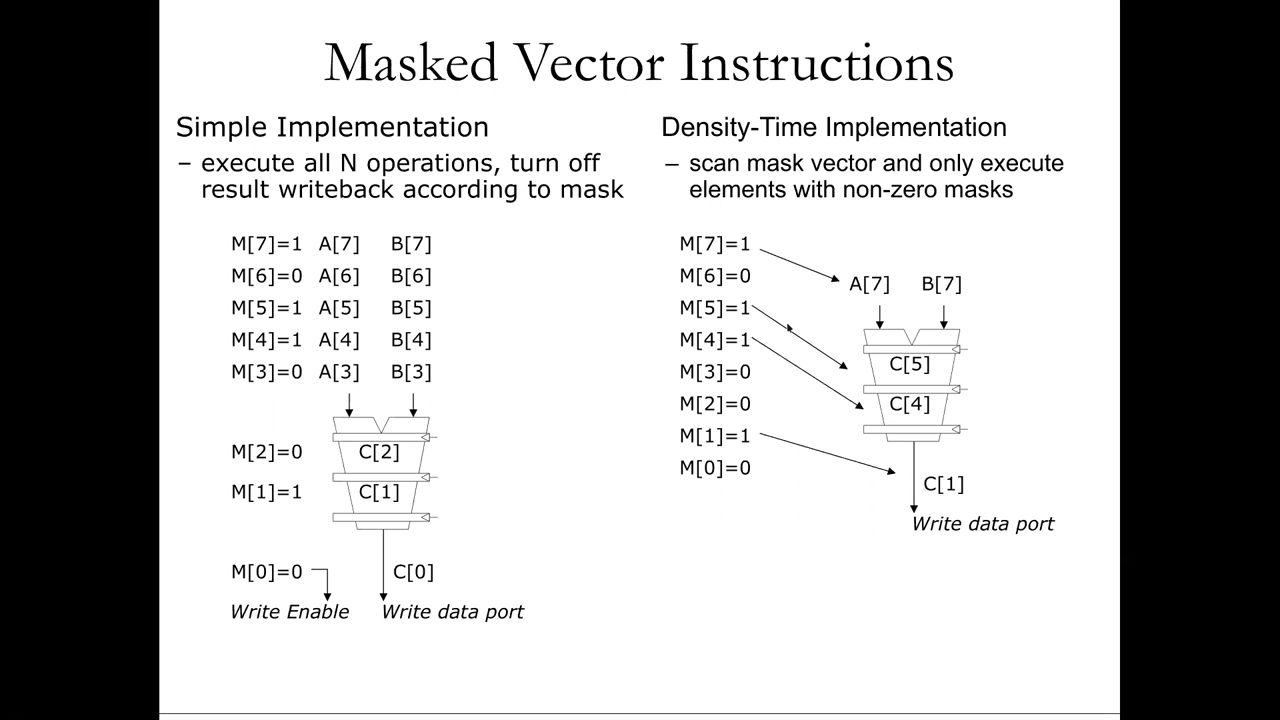 Masked Vector Instructions
Simple Implementation
– execute all N operations, turn off
result writeback according to mask
M[7]=1 A[7] B[7]
M[6]=0 A[6] B[6]
M[5]=1 A[5] B[5]
M[4]=1 A[4] B[4]
M[3]=0 A[3] B[3]
M[2]=0 C[2]
M[1]=1 C[1]
M[0]=0 C[0]
Write Enable Write data port
Density-Time Implementation
– scan mask vector and only execute
elements with non-zero masks
M[7]=1
M[6]=0 A[7] B[7]
M[5]=1
M[4]=1
M[3]=0 C[5]
M[2]=0 C[4]
M[1]=1
M[0]=0
C[1]
Write data port